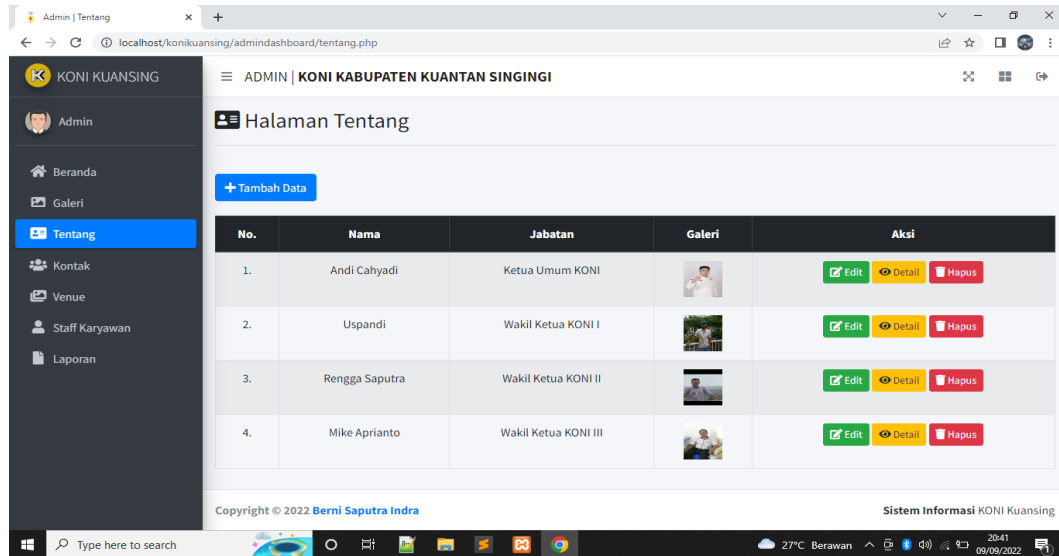 Admin | Tentang
localhost/konikuansing/admindashboard/tentang.php
K KONI KUANSING
ADMIN | KONI KABUPATEN KUANTAN SINGINGI
Admin
Halaman Tentang
Beranda
Galeri
Tentang
Kontak
Venue
Staff Karyawan
Laporan
Tambah Data
No. Nama Jabatan Galeri Aksi
1. Andi Cahyadi Ketua Umum KONI Edit Detail Hapus
2. Uspandi Wakil Ketua KONI I Edit Detail Hapus
3. Rengga Saputra Wakil Ketua KONI II Edit Detail Hapus
4. Mike Aprianto Wakil Ketua KONI III Edit Detail Hapus
Copyright © 2022 Berni Saputra Indra Sistem Informasi KONI Kuansing
Type here to search
27°C Berawan
20:41
09/09/2022